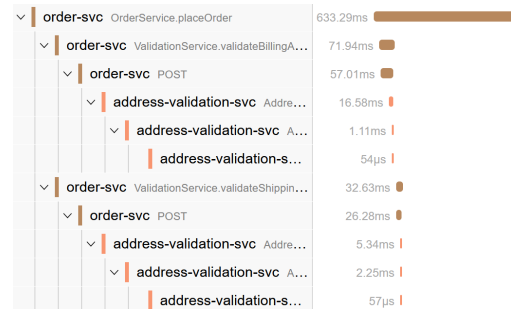 order-svc OrderService.placeOrder 633.29ms
order-svc ValidationService.validateBillingA... 71.94ms
order-svc POST 57.01ms
address-validation-svc Addre... 16.58ms
address-validation-svc A... 1.11ms
address-validation-s... 54μs
order-svc ValidationService.validateShippin... 32.63ms
order-svc POST 26.28ms
address-validation-svc Addre... 5.34ms
address-validation-svc A... 2.25ms
address-validation-s... 57μs